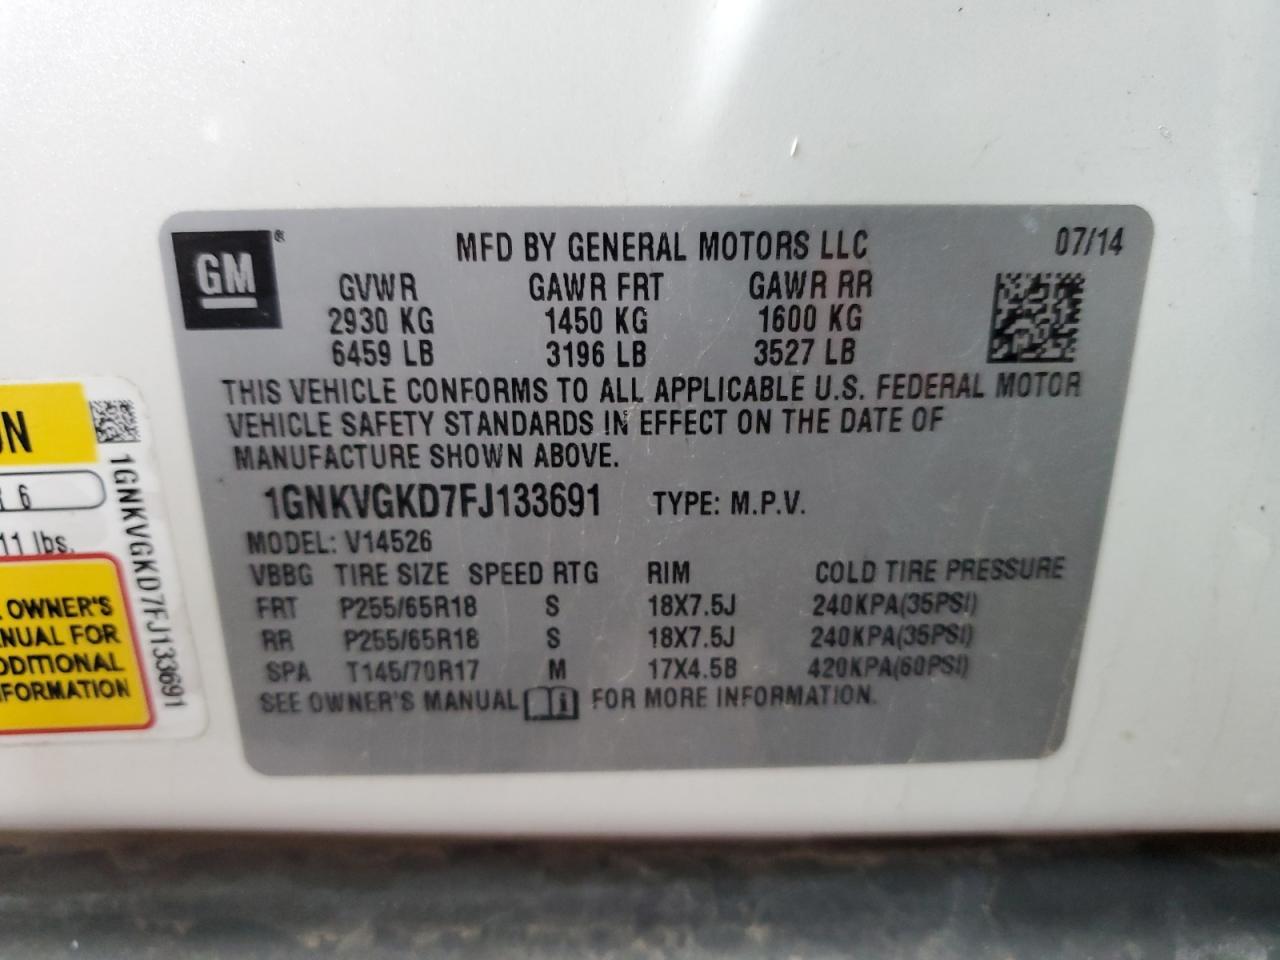 GM®
MFD BY GENERAL MOTORS LLC 07/14
GVWR GAWR FRT GAWR RR
2930 KG 1450 KG 1600 KG
6459 LB 3196 LB 3527 LB
THIS VEHICLE CONFORMS TO ALL APPLICABLE U.S. FEDERAL MOTOR
VEHICLE SAFETY STANDARDS IN EFFECT ON THE DATE OF
MANUFACTURE SHOWN ABOVE.
1GNKVGKD7FJ133691 TYPE: M.P.V.
MODEL: V14526
VBBG TIRE SIZE SPEED RTG RIM COLD TIRE PRESSURE
FRT P255/65R18 S 18X7.5J 240KPA(35PSI)
RR P255/65R18 S 18X7.5J 240KPA(35PSI)
SPA T145/70R17 M 17X4.5B 420KPA(60PSI)
SEE OWNER'S MANUAL FOR MORE INFORMATION.
6
11 lbs.
OWNER'S
FOR
1GNKVGKD7FJ133691